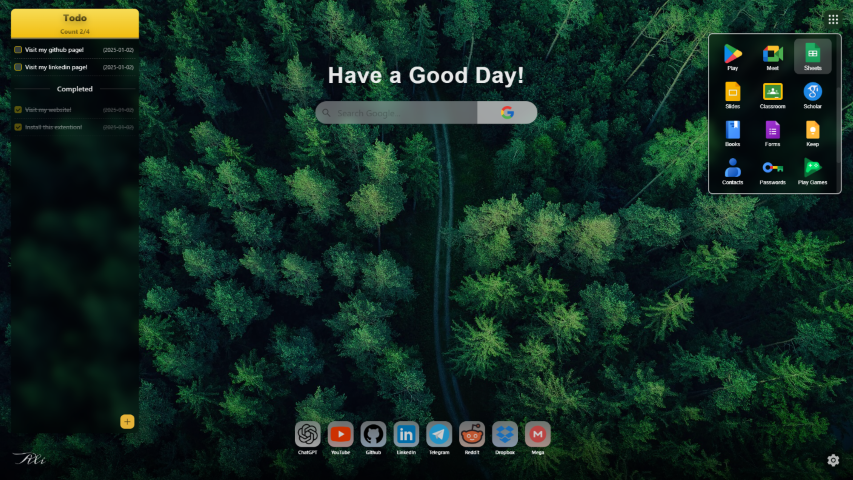 Todo
Count 2/4
Visit my github page! (2025-01-02)
Visit my linkedin page! (2025-01-02)
Completed
Visit my website! (2025-01-02)
Install this extention! (2025-01-02)
Have a Good Day!
Search Google...
Play Meet Sheets
Slides Classroom Scholar
Books Forms Keep
Contacts Passwords Play Games
ChatGPT YouTube Github LinkedIn Telegram Reddit Dropbox Mega